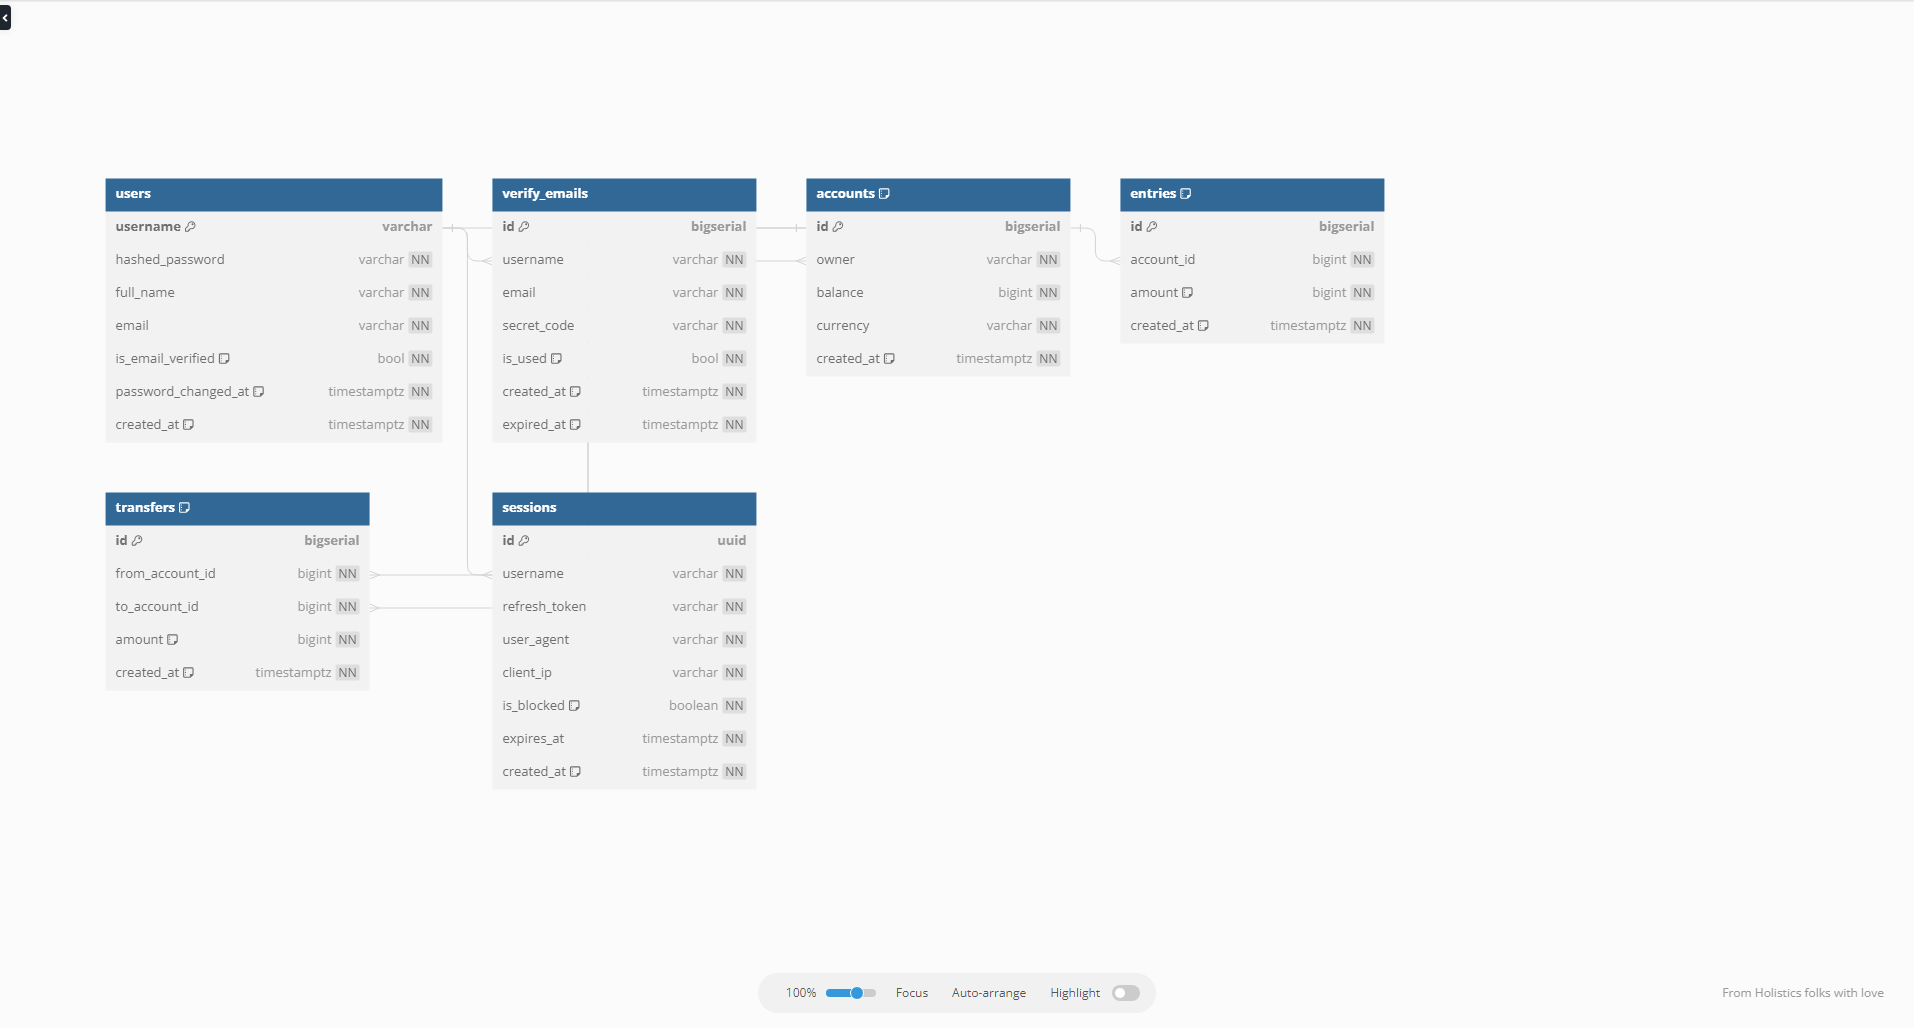 users
username varchar
hashed_password varchar NN
full_name varchar NN
email varchar NN
is_email_verified bool NN
password_changed_at timestamptz NN
created_at timestamptz NN
verify_emails
id bigserial
username varchar NN
email varchar NN
secret_code varchar NN
is_used bool NN
created_at timestamptz NN
expired_at timestamptz NN
accounts
id bigserial
owner varchar NN
balance bigint NN
currency varchar NN
created_at timestamptz NN
entries
id bigserial
account_id bigint NN
amount bigint NN
created_at timestamptz NN
transfers
id bigserial
from_account_id bigint NN
to_account_id bigint NN
amount bigint NN
created_at timestamptz NN
sessions
id uuid
username varchar NN
refresh_token varchar NN
user_agent varchar NN
client_ip varchar NN
is_blocked boolean NN
expires_at timestamptz NN
created_at timestamptz NN
100% Focus Auto-arrange Highlight
From Holistics folks with love